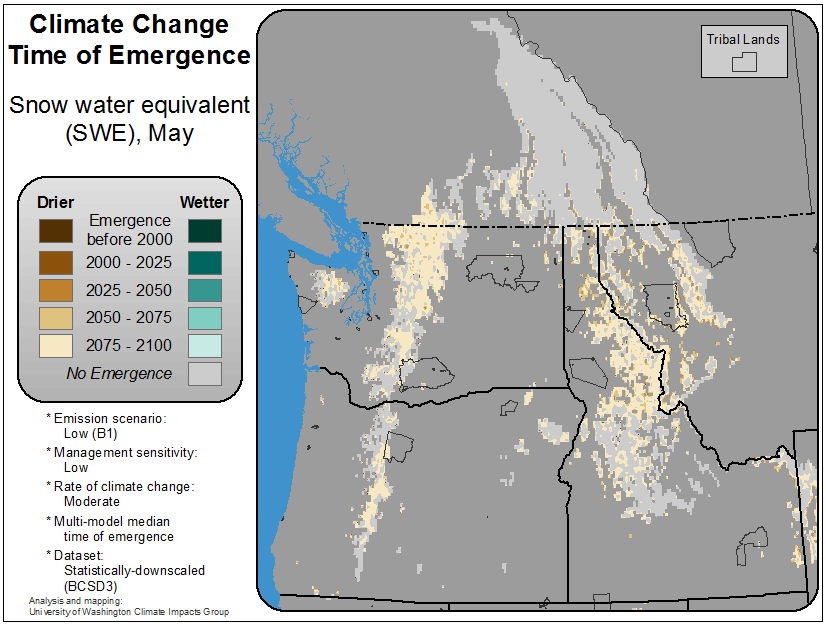 Climate Change
Time of Emergence
Snow water equivalent
(SWE), May
Drier Wetter
Emergence
before 2000
2000 - 2025
2025 - 2050
2050 - 2075
2075 - 2100
No Emergence
* Emission scenario:
Low (B1)
* Management sensitivity:
Low
* Rate of climate change:
Moderate
* Multi-model median
time of emergence
* Dataset:
Statistically-downscaled
(BCSD3)
Analysis and mapping:
University of Washington Climate Impacts Group
Tribal Lands